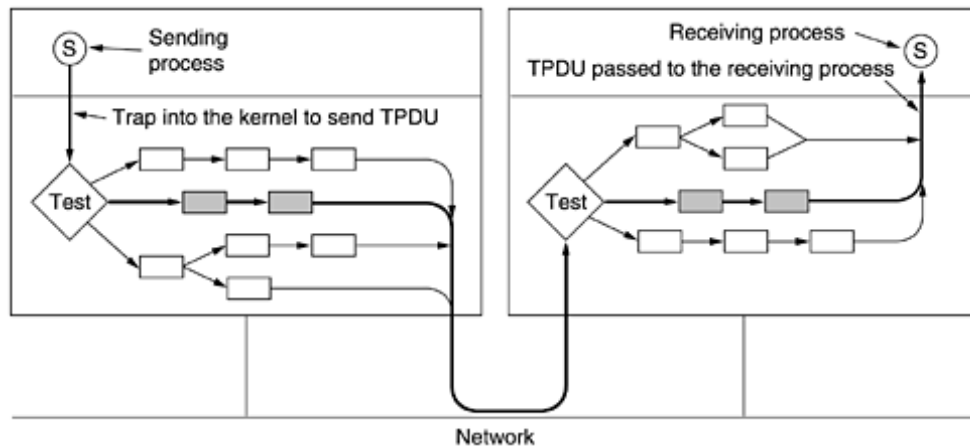 S
Sending
process
Trap into the kernel to send TPDU
Test
Receiving process
S
TPDU passed to the receiving process
Test
Network